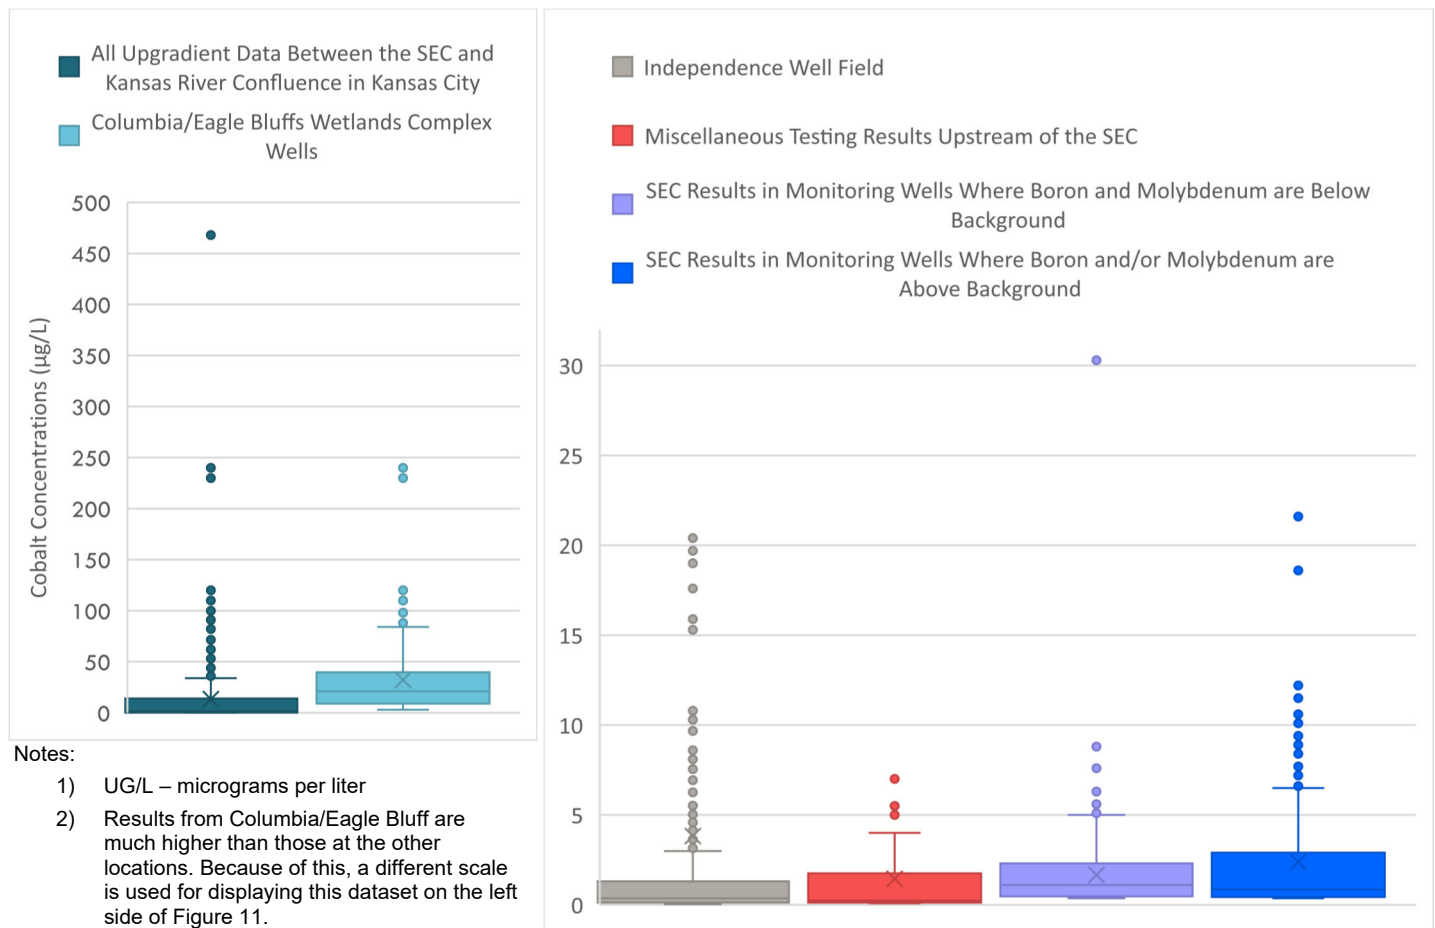 All Upgradient Data Between the SEC and
Kansas River Confluence in Kansas City
Columbia/Eagle Bluffs Wetlands Complex
Wells
500
450
400
350
300
250
200
150
100
50
0
Cobalt Concentrations (µg/L)
Independence Well Field
Miscellaneous Testing Results Upstream of the SEC
SEC Results in Monitoring Wells Where Boron and Molybdenum are Below
Background
SEC Results in Monitoring Wells Where Boron and/or Molybdenum are
Above Background
30
25
20
15
10
5
0
Notes:
1) UG/L – micrograms per liter
2) Results from Columbia/Eagle Bluff are
much higher than those at the other
locations. Because of this, a different scale
is used for displaying this dataset on the left
side of Figure 11.